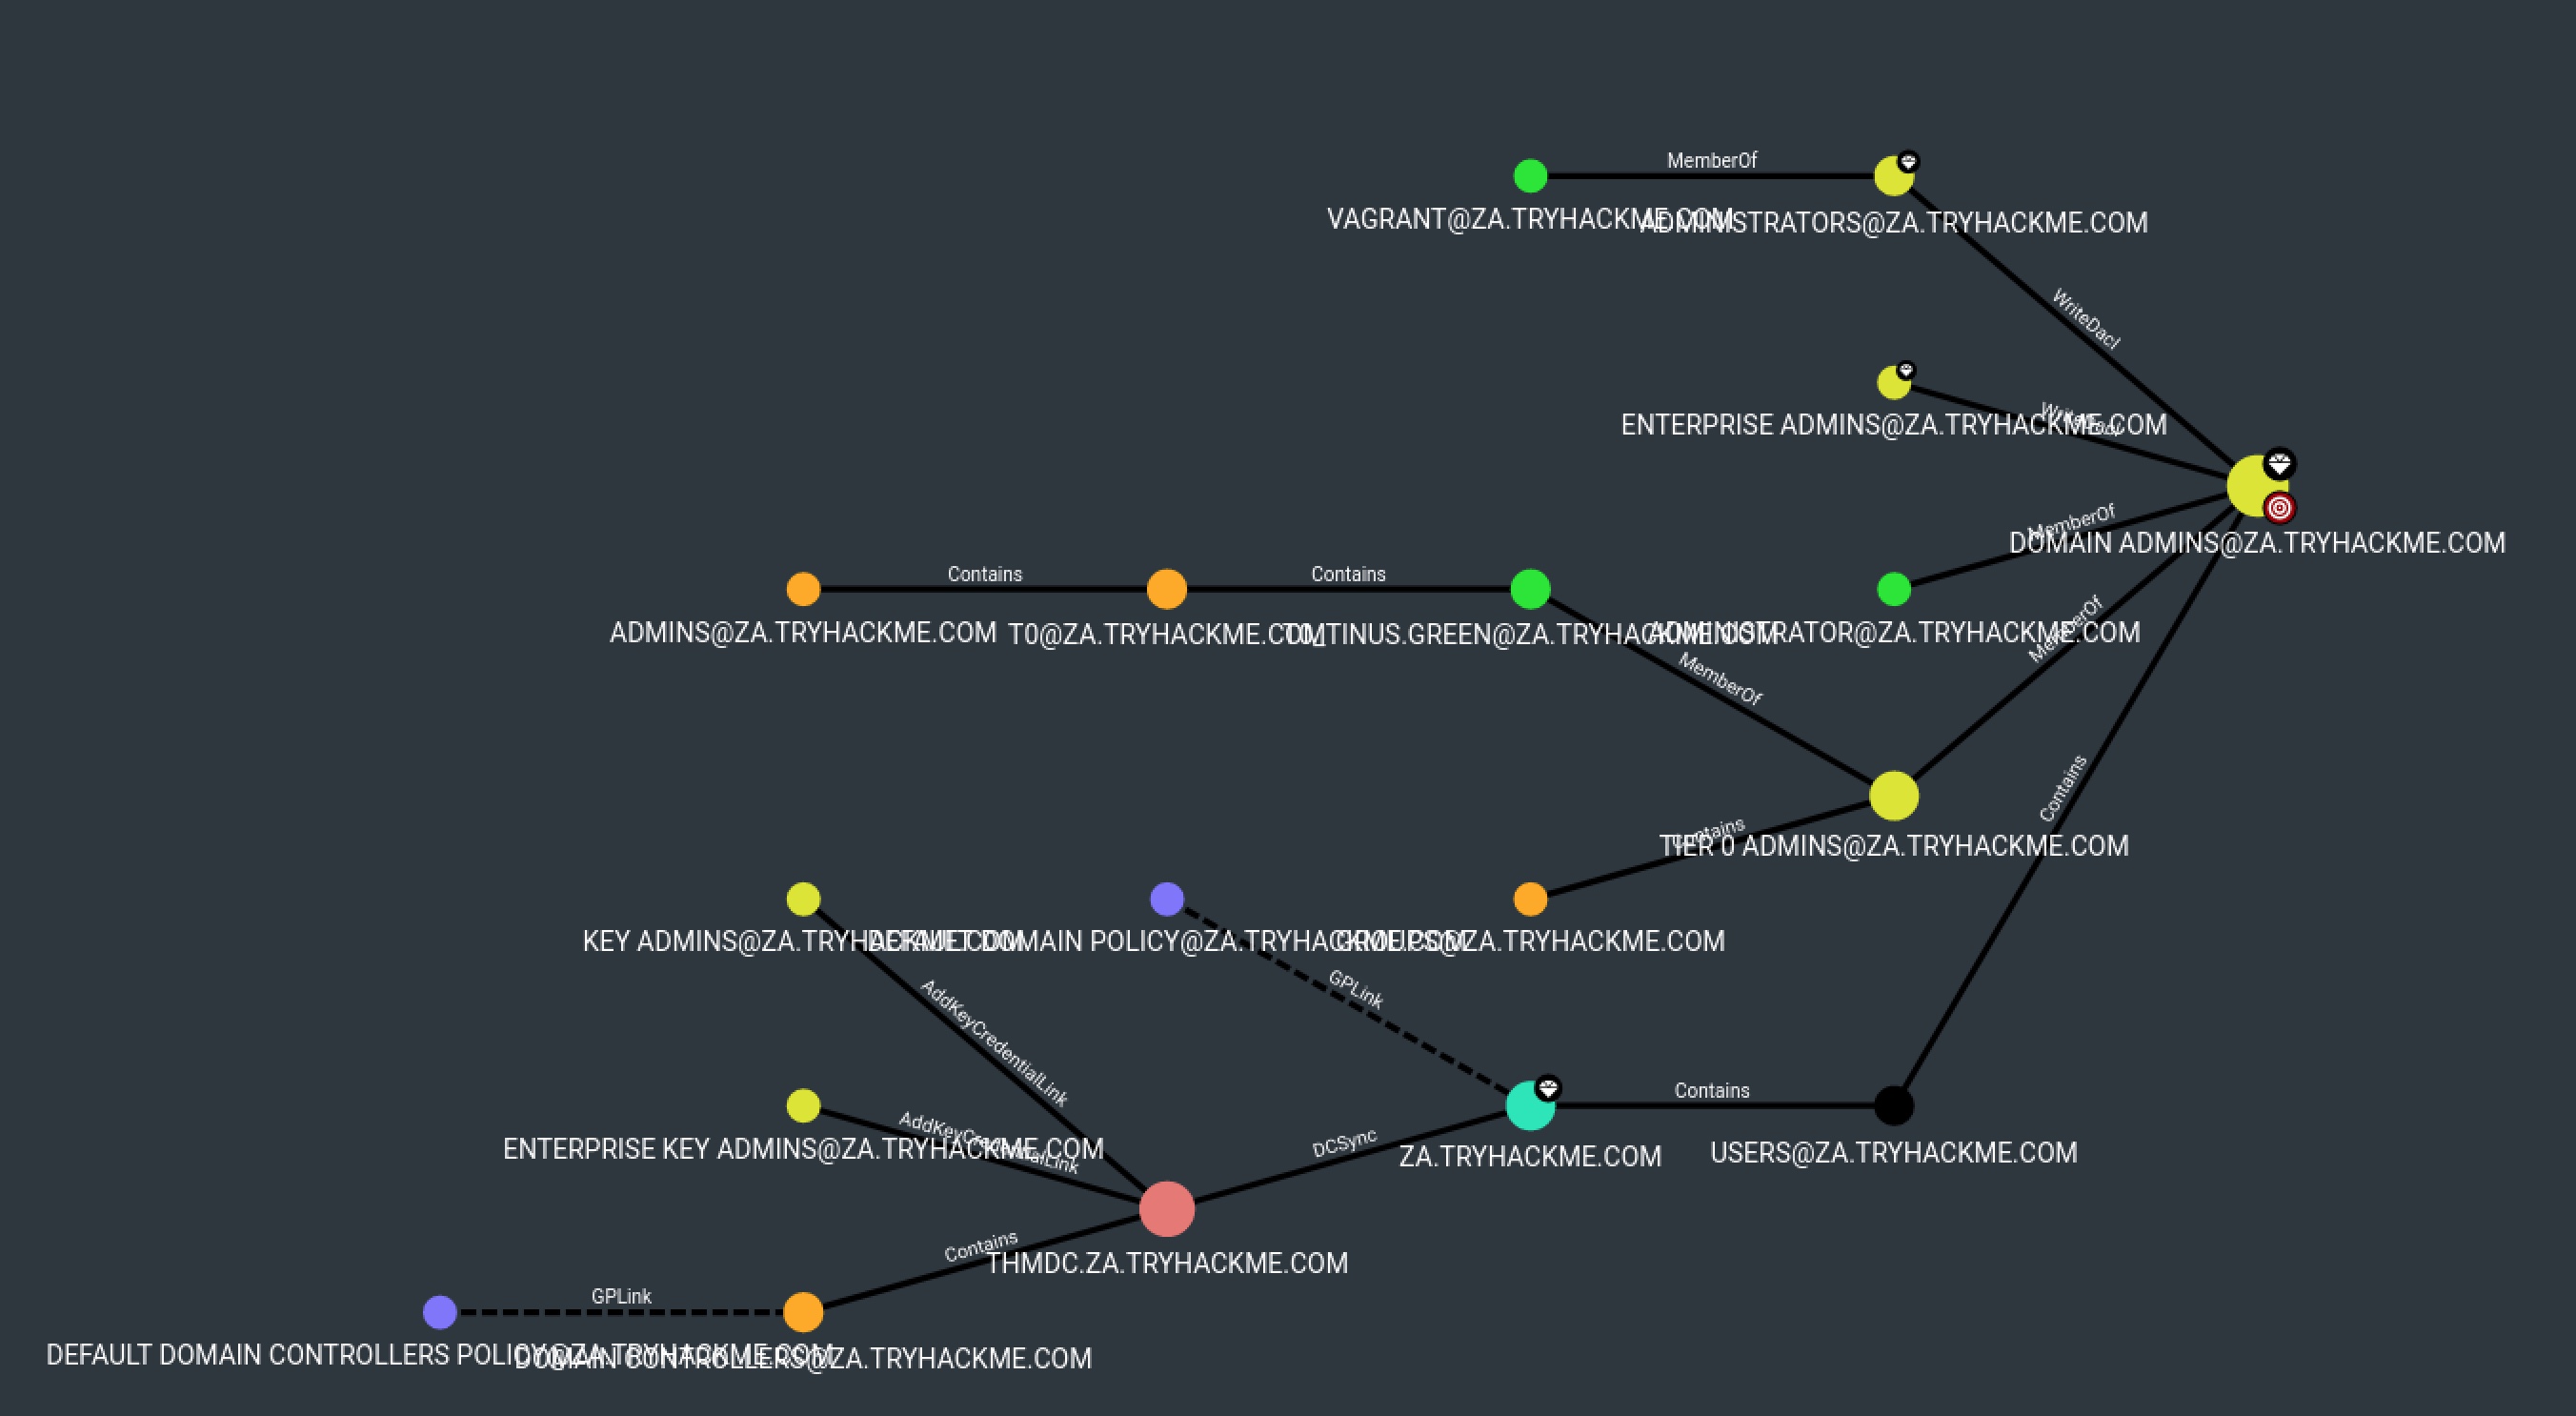 MemberOf
VAGRANT@ZA.TRYHACKME.COM
ADMINISTRATORS@ZA.TRYHACKME.COM
WriteDacl
WriteDacl
ENTERPRISE ADMINS@ZA.TRYHACKME.COM
MemberOf
DOMAIN ADMINS@ZA.TRYHACKME.COM
Contains
Contains
ADMINS@ZA.TRYHACKME.COM
T0@ZA.TRYHACKME.COM
T0_TINUS.GREEN@ZA.TRYHACKME.COM
ADMINISTRATOR@ZA.TRYHACKME.COM
MemberOf
MemberOf
Contains
Contains
TIER 0 ADMINS@ZA.TRYHACKME.COM
KEY ADMINS@ZA.TRYHACKME.COM
DEFAULT DOMAIN POLICY@ZA.TRYHACKME.COM
GROUPS@ZA.TRYHACKME.COM
GPLink
AddKeyCredentialLink
Contains
AddKeyCredentialLink
ENTERPRISE KEY ADMINS@ZA.TRYHACKME.COM
DCSync
ZA.TRYHACKME.COM
USERS@ZA.TRYHACKME.COM
Contains
THMDC.ZA.TRYHACKME.COM
GPLink
DEFAULT DOMAIN CONTROLLERS POLICY@ZA.TRYHACKME.COM
DOMAIN CONTROLLERS@ZA.TRYHACKME.COM